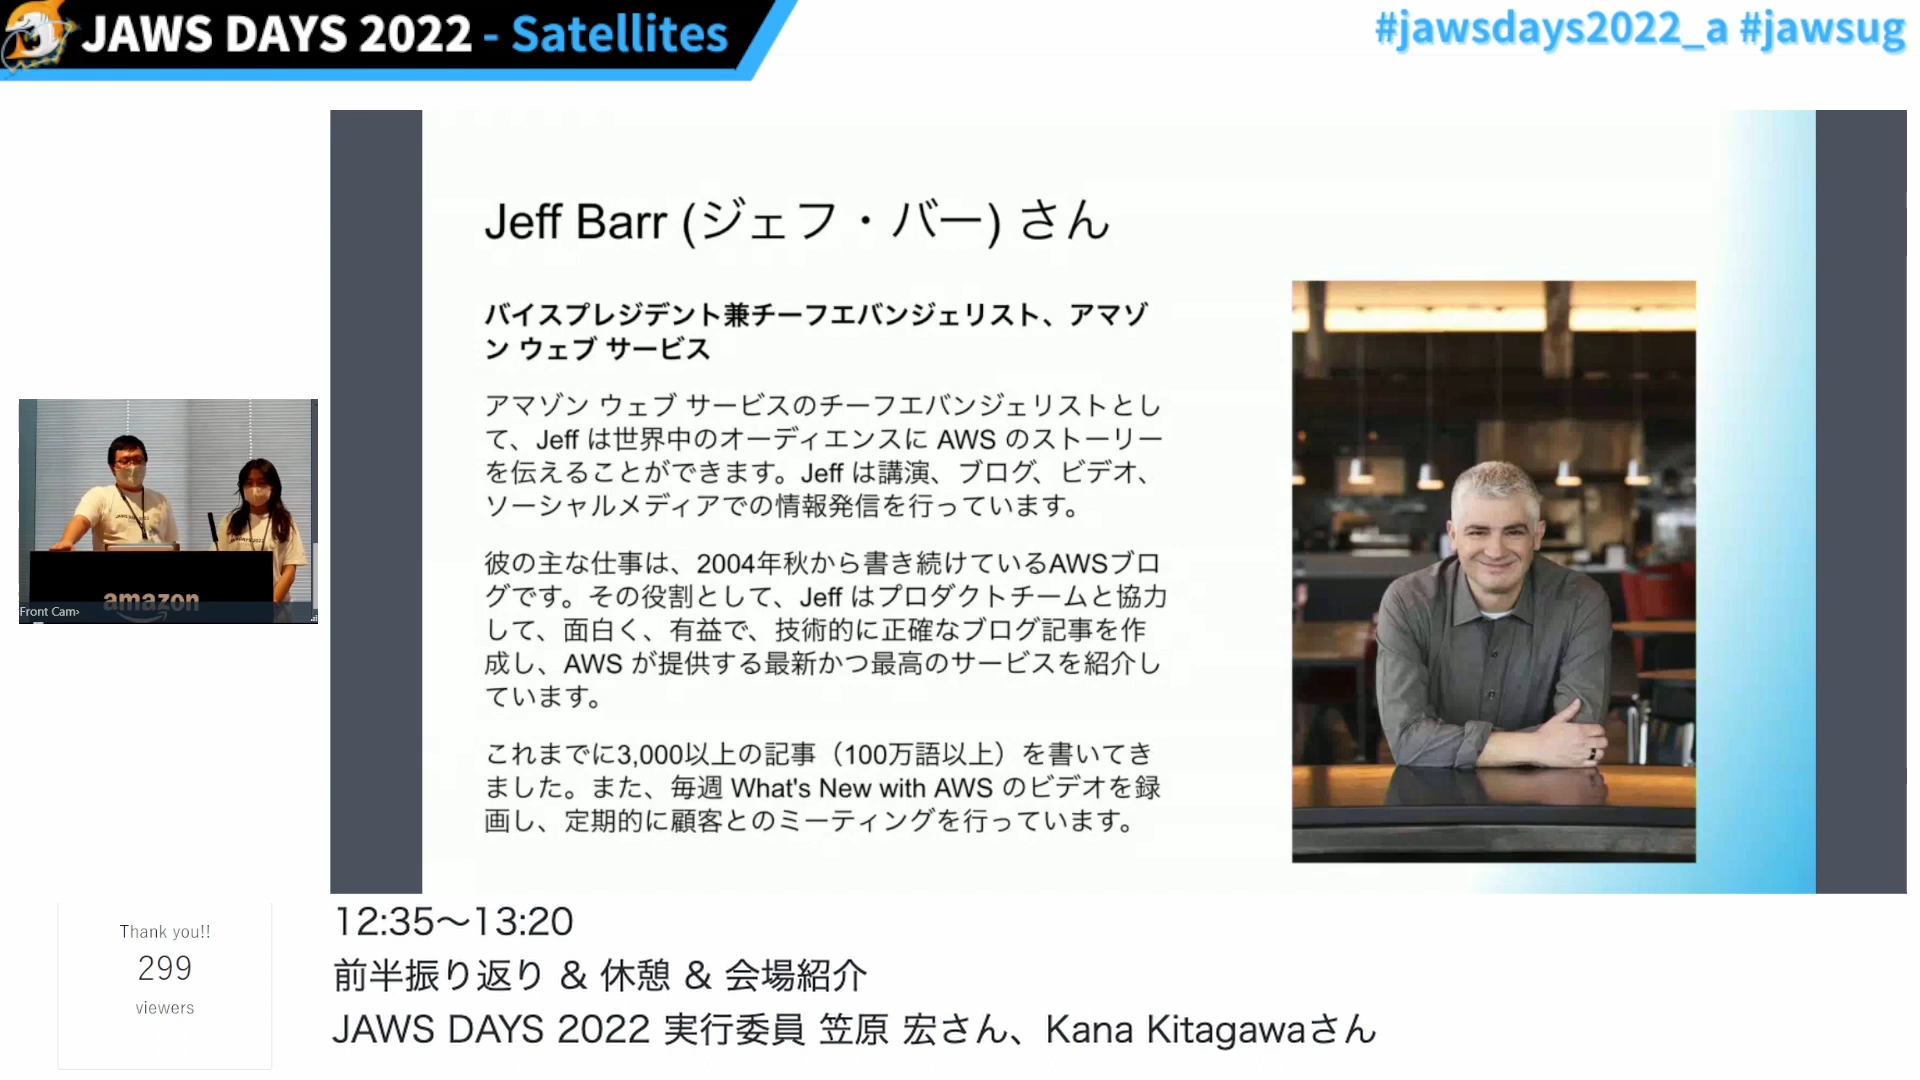 JAWS DAYS 2022 - Satellites
#jawsdays2022_a #jawsug
Jeff Barr (ジェフ・バー) さん
バイスプレジデント兼チーフエバンジェリスト、アマゾ
ン ウェブ サービス
アマゾン ウェブ サービスのチーフエバンジェリストとし
て、Jeff は世界中のオーディエンスに AWS のストーリー
を伝えることができます。Jeff は講演、ブログ、ビデオ、
ソーシャルメディアでの情報発信を行っています。
彼の主な仕事は、2004年秋から書き続けているAWSブロ
グです。その役割として、Jeff はプロダクトチームと協力
して、面白く、有益で、技術的に正確なブログ記事を作
成し、AWS が提供する最新かつ最高のサービスを紹介し
ています。
これまでに3,000以上の記事（100万語以上）を書いてき
ました。また、毎週 What's New with AWS のビデオを録
画し、定期的に顧客とのミーティングを行っています。
amazon
Front Cam›
Thank you!!
299
viewers
12:35〜13:20
前半振り返り & 休憩 & 会場紹介
JAWS DAYS 2022 実行委員 笠原 宏さん、Kana Kitagawaさん